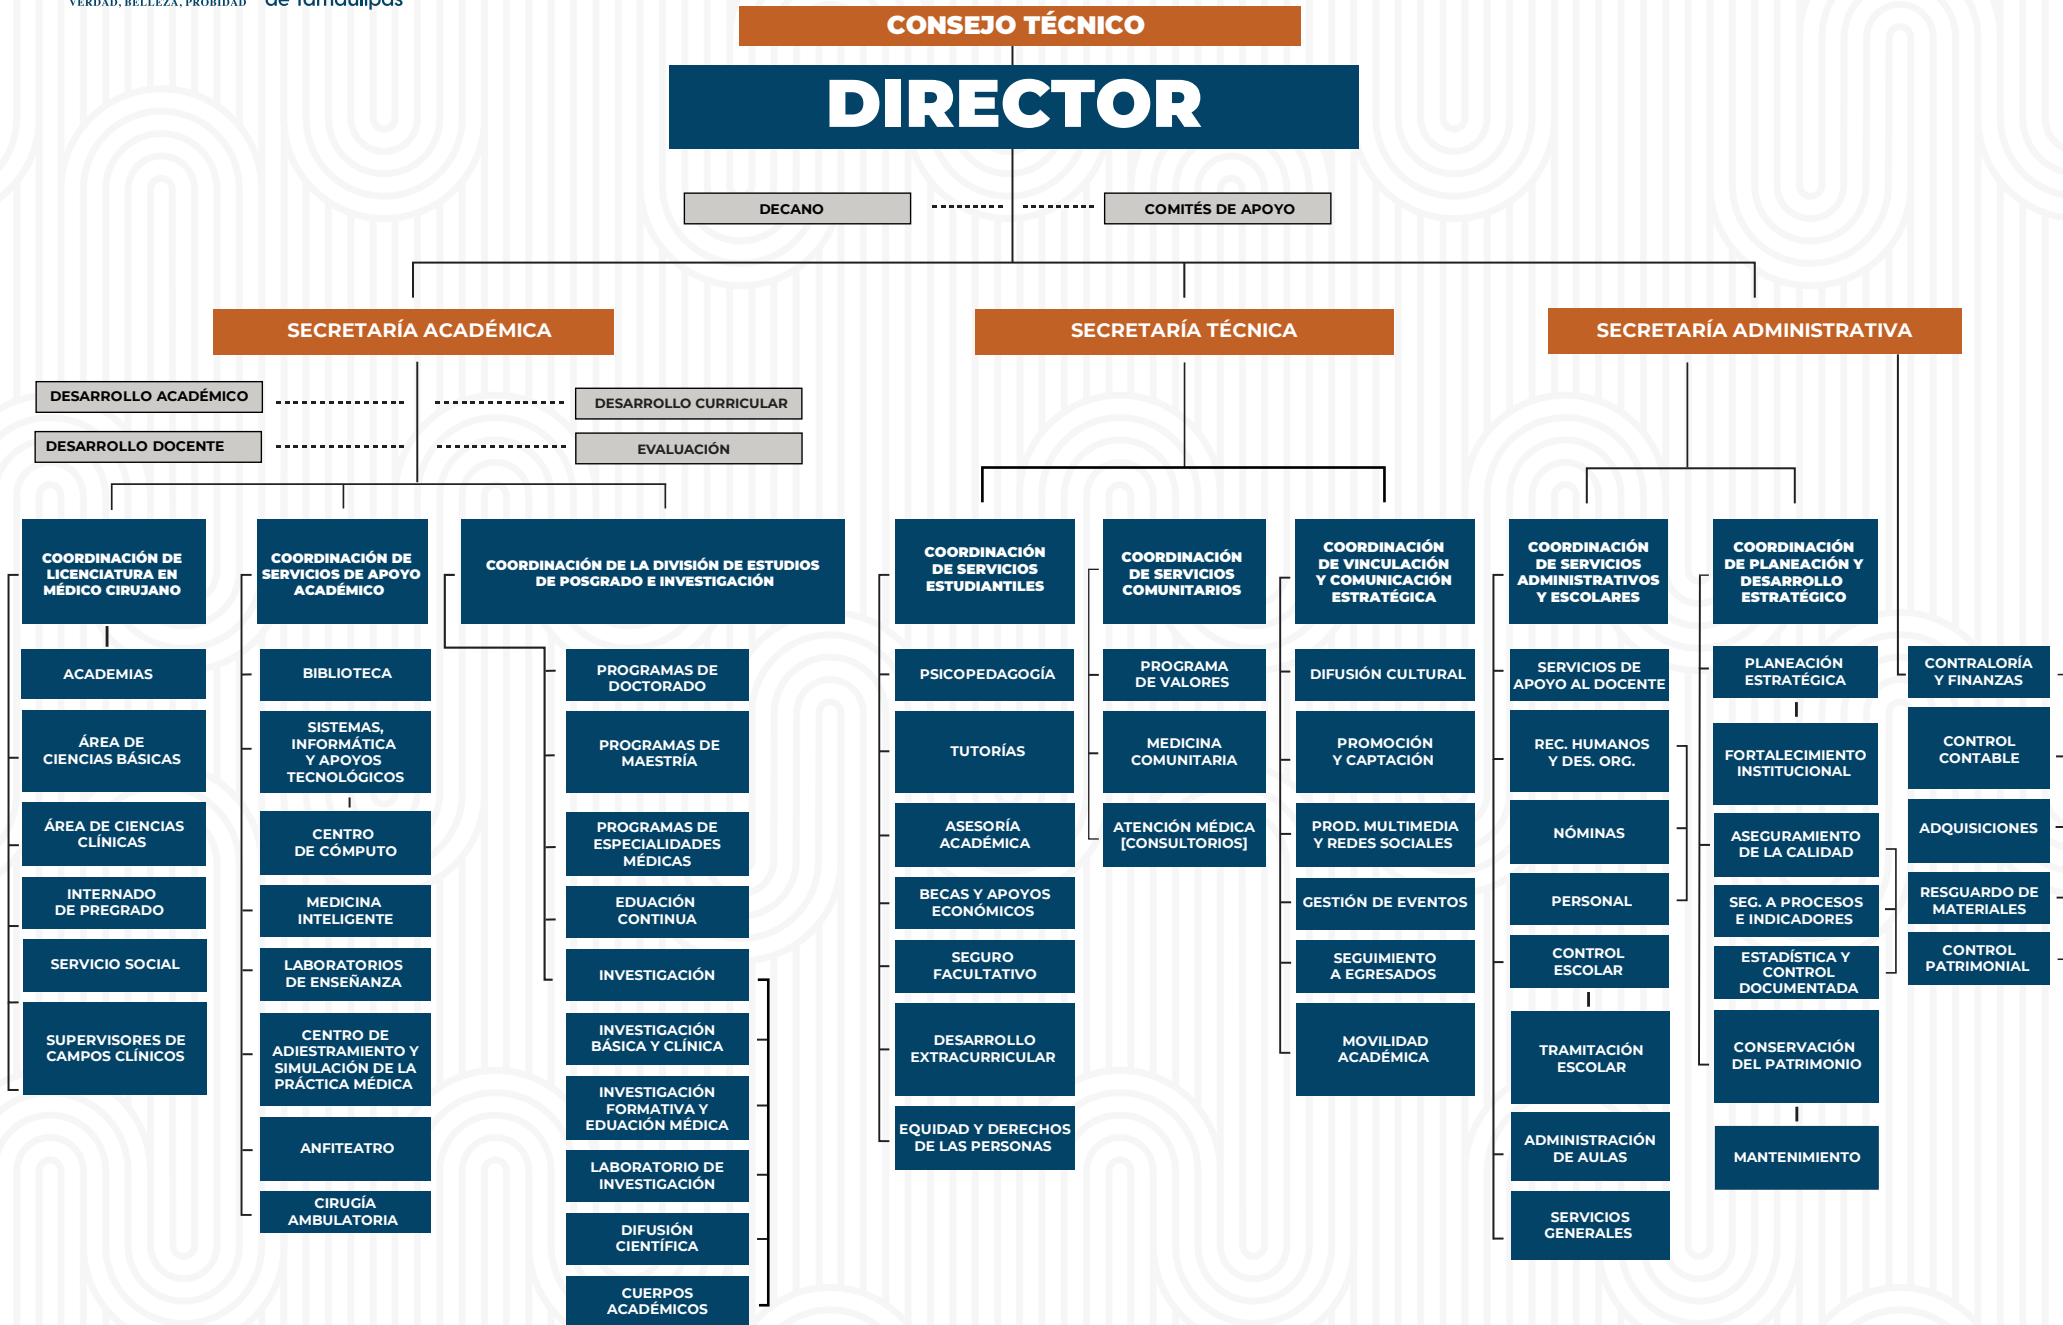 VERDAD, BELLEZA, PROBIDAD
de Tamaulipas
CONSEJO TÉCNICO
DIRECTOR
DECANO
COMITÉS DE APOYO
SECRETARÍA ACADÉMICA
SECRETARÍA TÉCNICA
SECRETARÍA ADMINISTRATIVA
DESARROLLO ACADÉMICO
DESARROLLO CURRICULAR
DESARROLLO DOCENTE
EVALUACIÓN
COORDINACIÓN DE
LICENCIATURA EN
MÉDICO CIRUJANO
ACADEMIAS
ÁREA DE
CIENCIAS BÁSICAS
ÁREA DE CIENCIAS
CLÍNICAS
INTERNADO
DE PREGRADO
SERVICIO SOCIAL
SUPERVISORES DE
CAMPOS CLÍNICOS
COORDINACIÓN DE
SERVICIOS DE APOYO
ACADÉMICO
BIBLIOTECA
SISTEMAS,
INFORMÁTICA
Y APOYOS
TECNOLÓGICOS
CENTRO
DE CÓMPUTO
MEDICINA
INTELIGENTE
LABORATORIOS
DE ENSEÑANZA
CENTRO DE
ADIESTRAMIENTO Y
SIMULACIÓN DE LA
PRÁCTICA MÉDICA
ANFITEATRO
CIRUGÍA
AMBULATORIA
COORDINACIÓN DE LA DIVISIÓN DE ESTUDIOS
DE POSGRADO E INVESTIGACIÓN
PROGRAMAS DE
DOCTORADO
PROGRAMAS DE
MAESTRÍA
PROGRAMAS DE
ESPECIALIDADES
MÉDICAS
EDUACIÓN
CONTINUA
INVESTIGACIÓN
INVESTIGACIÓN
BÁSICA Y CLÍNICA
INVESTIGACIÓN
FORMATIVA Y
EDUACIÓN MÉDICA
LABORATORIO DE
INVESTIGACIÓN
DIFUSIÓN
CIENTÍFICA
CUERPOS
ACADÉMICOS
COORDINACIÓN
DE SERVICIOS
ESTUDIANTILES
PSICOPEDAGOGÍA
TUTORÍAS
ASESORÍA
ACADÉMICA
BECAS Y APOYOS
ECONÓMICOS
SEGURO
FACULTATIVO
DESARROLLO
EXTRACURRICULAR
EQUIDAD Y DERECHOS
DE LAS PERSONAS
COORDINACIÓN
DE SERVICIOS
COMUNITARIOS
PROGRAMA
DE VALORES
MEDICINA
COMUNITARIA
ATENCIÓN MÉDICA
[CONSULTORIOS]
COORDINACIÓN
DE VINCULACIÓN
Y COMUNICACIÓN
ESTRATÉGICA
DIFUSIÓN CULTURAL
PROMOCIÓN
Y CAPTACIÓN
PROD. MULTIMEDIA
Y REDES SOCIALES
GESTIÓN DE EVENTOS
SEGUIMIENTO
A EGRESADOS
MOVILIDAD
ACADÉMICA
COORDINACIÓN
DE SERVICIOS
ADMINISTRATIVOS
Y ESCOLARES
SERVICIOS DE
APOYO AL DOCENTE
REC. HUMANOS
Y DES. ORG.
NÓMINAS
PERSONAL
CONTROL
ESCOLAR
TRAMITACIÓN
ESCOLAR
ADMINISTRACIÓN
DE AULAS
SERVICIOS
GENERALES
COORDINACIÓN
DE PLANEACIÓN Y
DESARROLLO
ESTRATÉGICO
PLANEACIÓN
ESTRATÉGICA
FORTALECIMIENTO
INSTITUCIONAL
ASEGURAMIENTO
DE LA CALIDAD
SEG. A PROCESOS
E INDICADORES
ESTADÍSTICA Y
CONTROL
DOCUMENTADA
CONSERVACIÓN
DEL PATRIMONIO
MANTENIMIENTO
CONTRALORÍA
Y FINANZAS
CONTROL
CONTABLE
ADQUISICIONES
RESGUARDO DE
MATERIALES
CONTROL
PATRIMONIAL